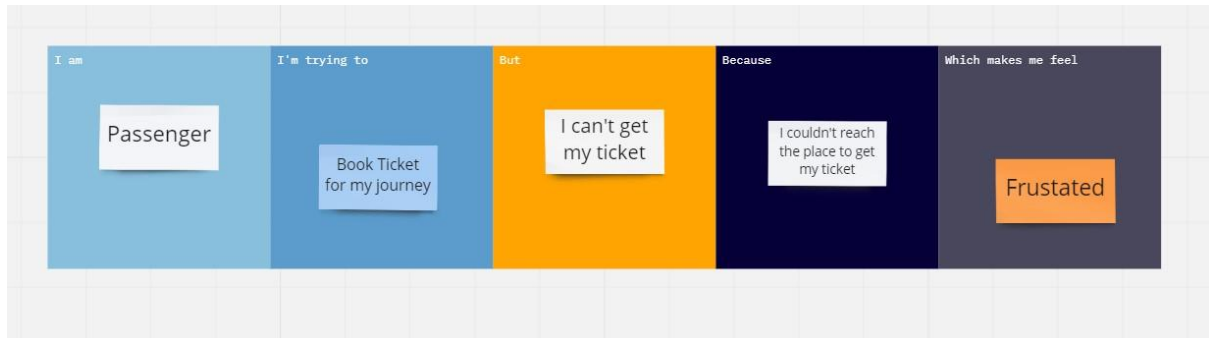 I am
Passenger
I'm trying to
Book Ticket
for my journey
But
I can't get
my ticket
Because
I couldn't reach
the place to get
my ticket
Which makes me feel
Frustated